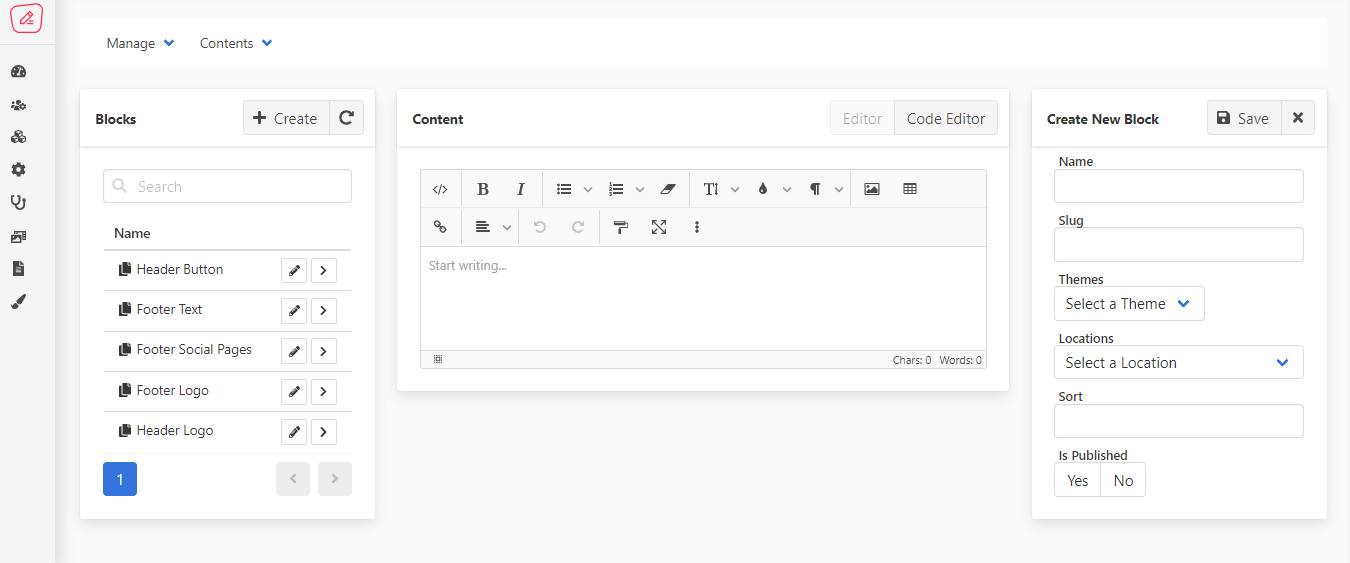 Manage Contents
Blocks
Create
Search
Name
Header Button
Footer Text
Footer Social Pages
Footer Logo
Header Logo
1
Content
Editor Code Editor
Start writing...
Chars: 0 Words: 0
Create New Block
Save
Name
Slug
Themes
Select a Theme
Locations
Select a Location
Sort
Is Published
Yes No